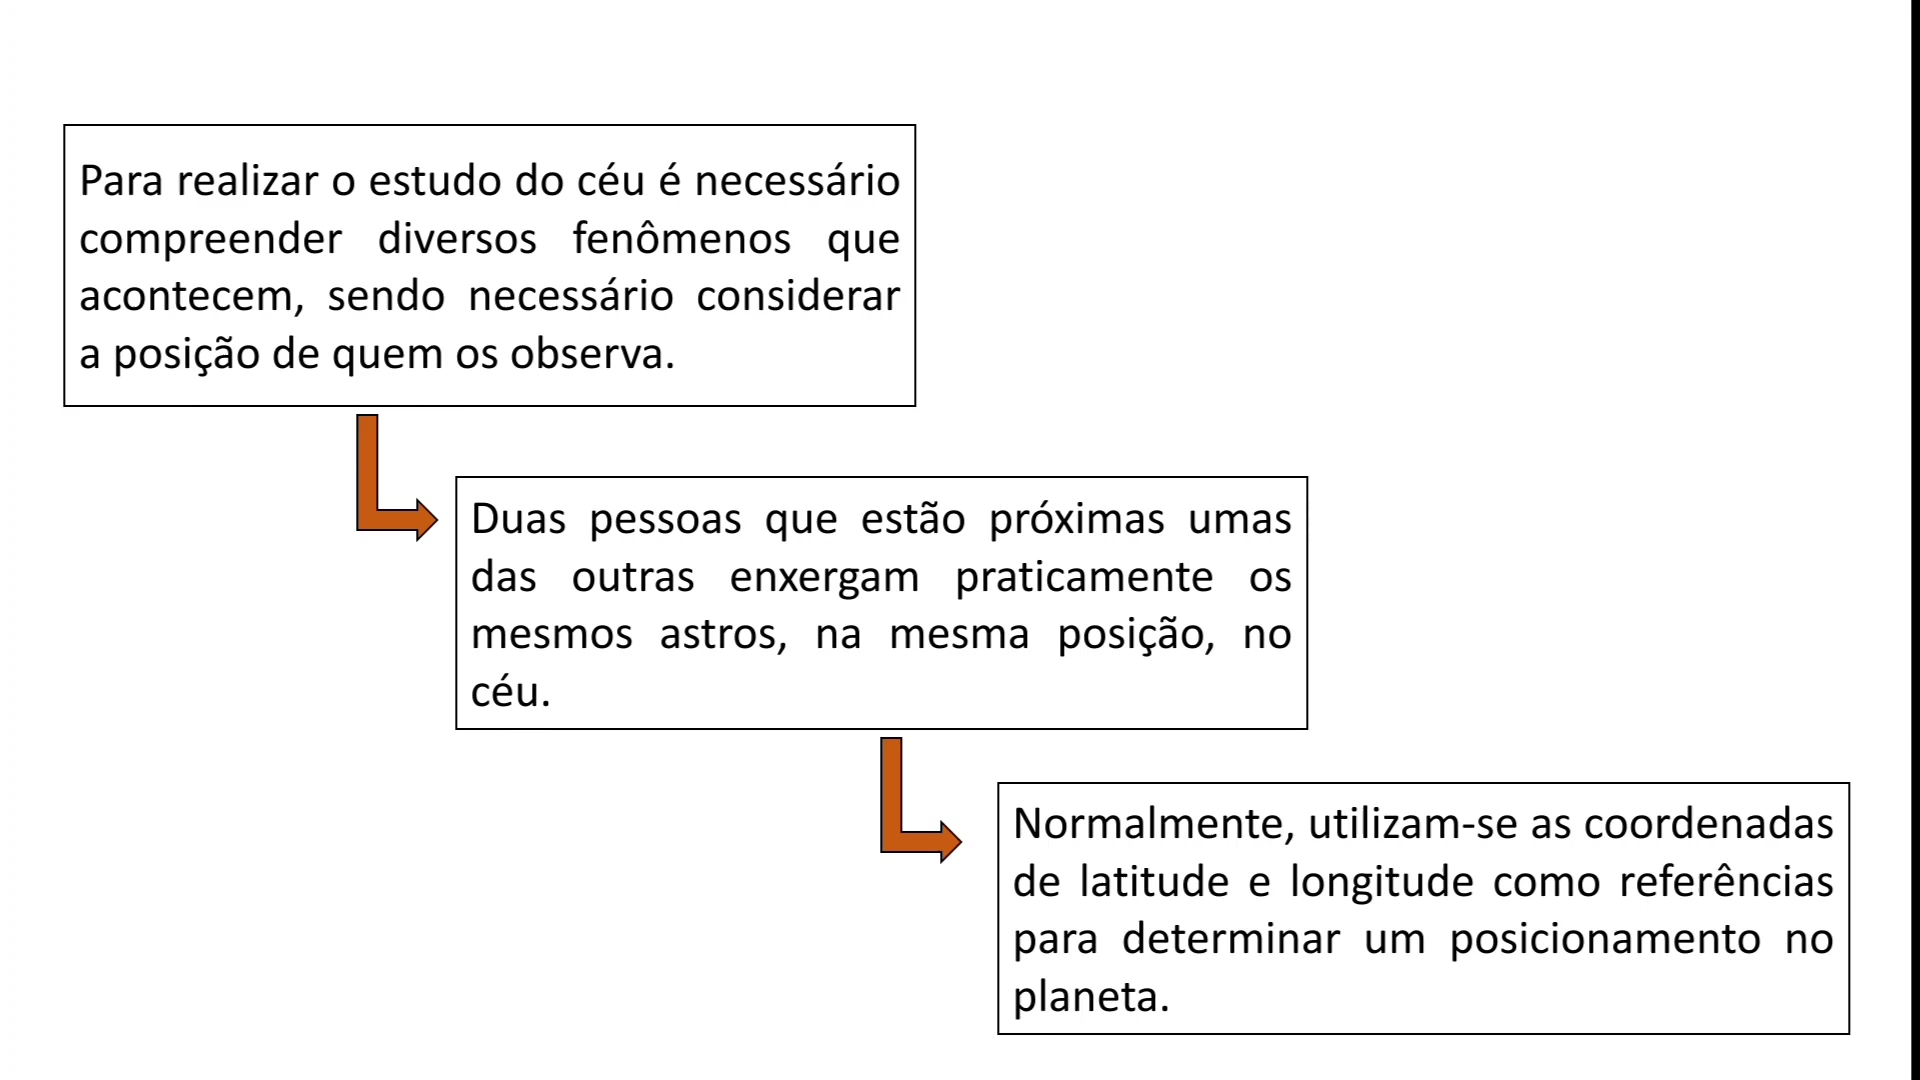 Para realizar o estudo do céu é necessário
compreender diversos fenômenos que
acontecem, sendo necessário considerar
a posição de quem os observa.
Duas pessoas que estão próximas umas
das outras enxergam praticamente os
mesmos astros, na mesma posição, no
céu.
Normalmente, utilizam-se as coordenadas
de latitude e longitude como referências
para determinar um posicionamento no
planeta.